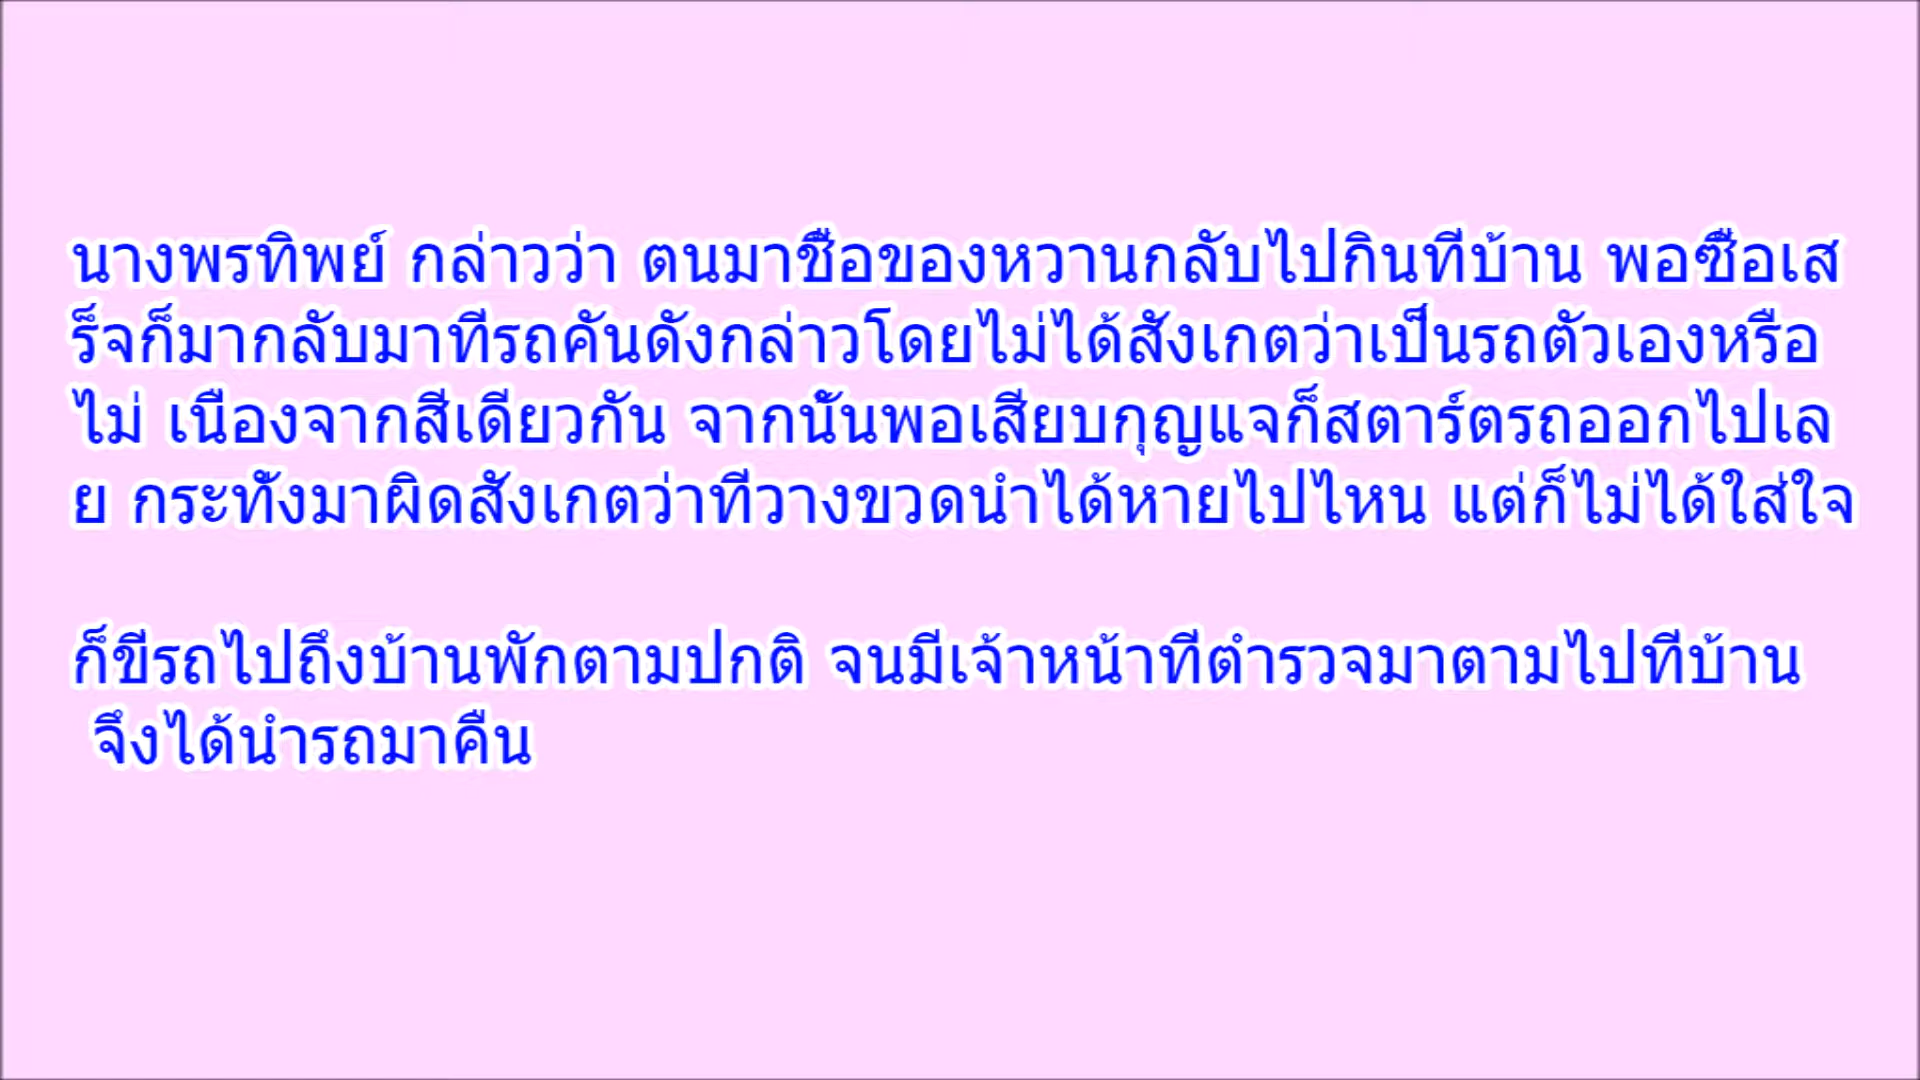 นางพรทิพย์ กล่าวว่า ตนมาชื้อของหวานกลับไปกินที่บ้าน พอซื้อเส
ร็จก็มากลับมาที่รถคันดังกล่าวโดยไม่ได้สังเกตว่าเป็นรถตัวเองหรือ
ไม่ เนื่องจากสีเดียวกัน จากนั้นพอเสียบกุญแจก็สตาร์ตรถออกไปเล
ย กระทั่งมาผิดสังเกตว่าที่วางขวดน้ำได้หายไปไหน แต่ก็ไม่ได้ใส่ใจ
ก็ขี่รถไปถึงบ้านพักตามปกติ จนมีเจ้าหน้าที่ตำรวจมาตามไปที่บ้าน
จึงได้นำรถมาคืน